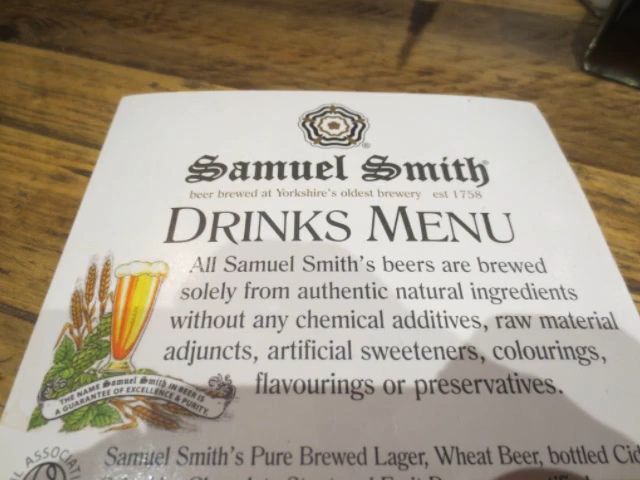 Samuel Smith®
beer brewed at Yorkshire's oldest brewery est 1758
DRINKS MENU
All Samuel Smith's beers are brewed
solely from authentic natural ingredients
without any chemical additives, raw material
adjuncts, artificial sweeteners, colourings,
flavourings or preservatives.
THE NAME Samuel Smith IN BEER IS
A GUARANTEE OF EXCELLENCE & PURITY.
Samuel Smith's Pure Brewed Lager, Wheat Beer, bottled Cid